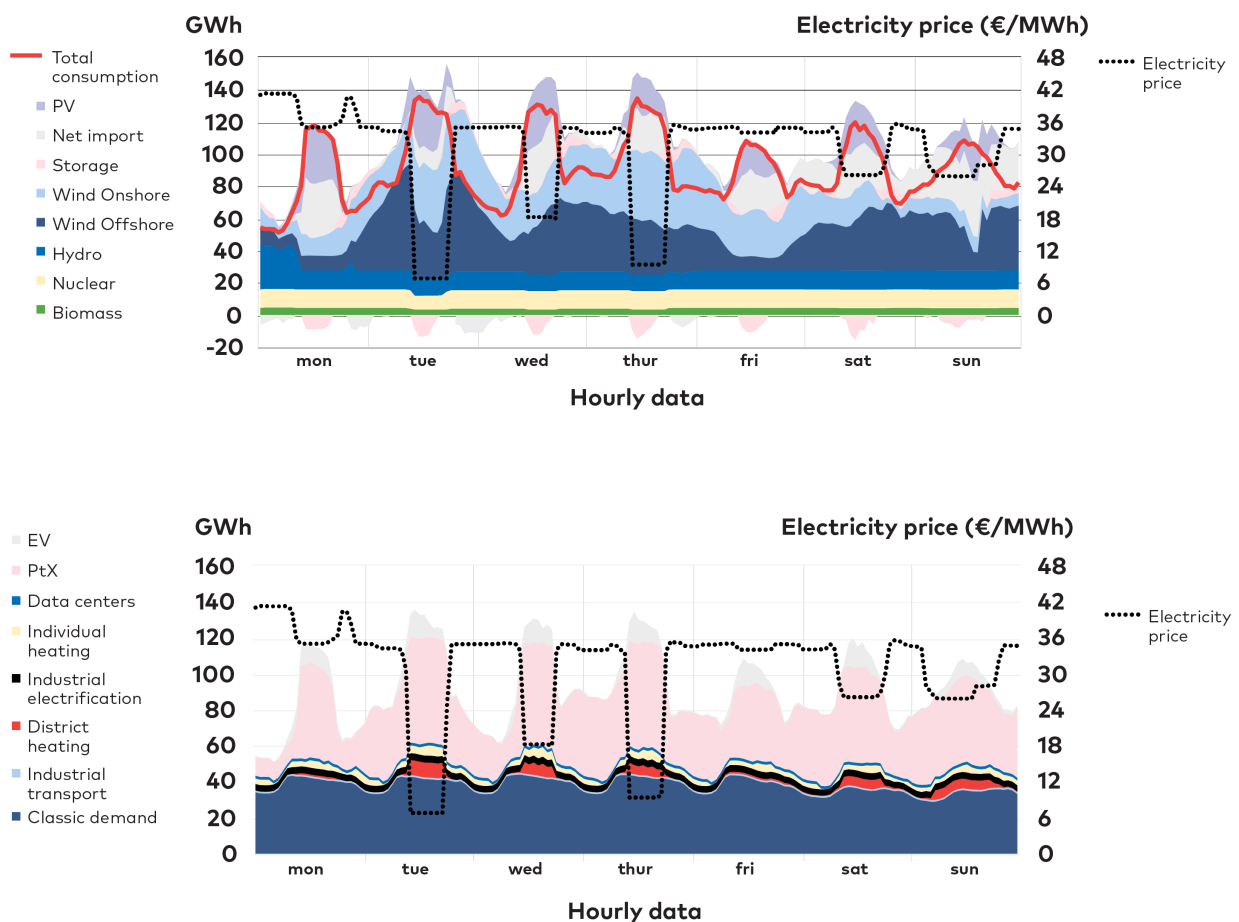 GWh
Electricity price (€/MWh)
Total
consumption
PV
Net import
Storage
Wind Onshore
Wind Offshore
Hydro
Nuclear
Biomass
160
140
120
100
80
60
40
20
0
-20
48
42
36
30
24
18
12
6
0
Electricity
price
mon tue wed thur fri sat sun
Hourly data
GWh
Electricity price (€/MWh)
EV
PtX
Data centers
Individual
heating
Industrial
electrification
District
heating
Industrial
transport
Classic demand
160
140
120
100
80
60
40
20
0
48
42
36
30
24
18
12
6
0
Electricity
price
mon tue wed thur fri sat sun
Hourly data